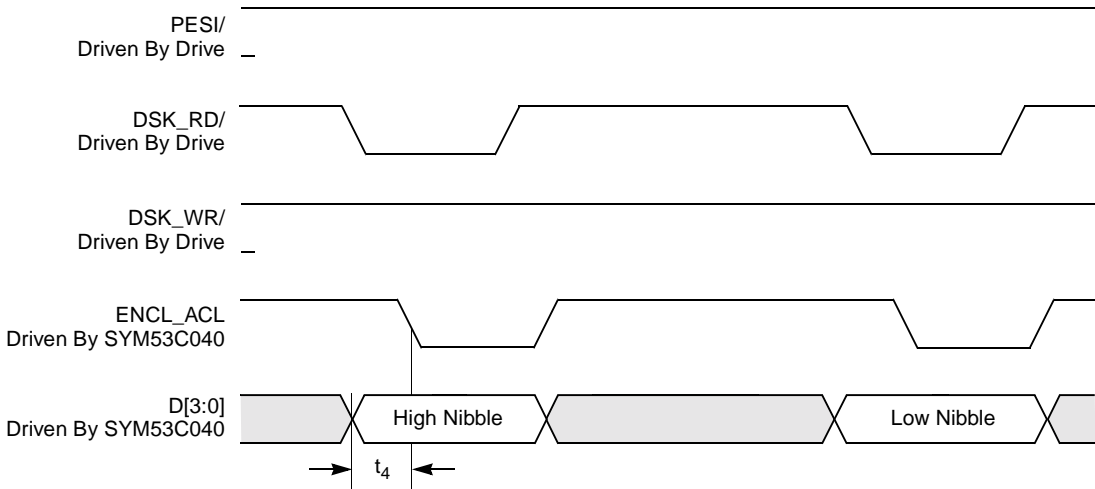 PESI/
Driven By Drive
DSK_RD/
Driven By Drive
DSK_WR/
Driven By Drive
ENCL_ACL
Driven By SYM53C040
D[3:0]
Driven By SYM53C040
High Nibble
Low Nibble
t4